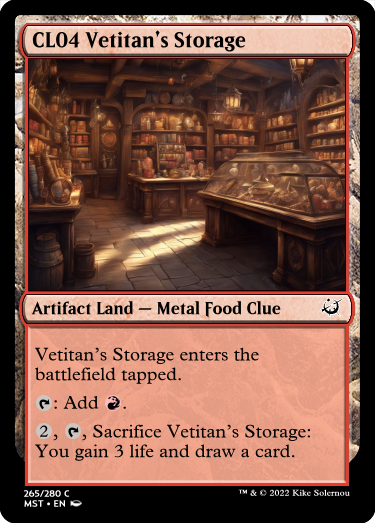 CL04 Vetitan's Storage
Artifact Land — Metal Food Clue
Vetitan's Storage enters the
battlefield tapped.
: Add .
2, , Sacrifice Vetitan's Storage:
You gain 3 life and draw a card.
265/280 C
MST • EN
™ & © 2022 Kike Solernou